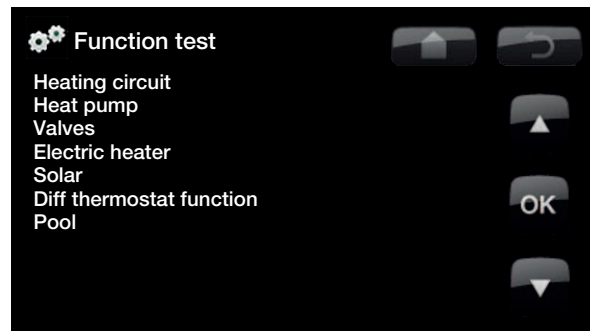 Function test
Heating circuit
Heat pump
Valves
Electric heater
Solar
Diff thermostat function
Pool
OK